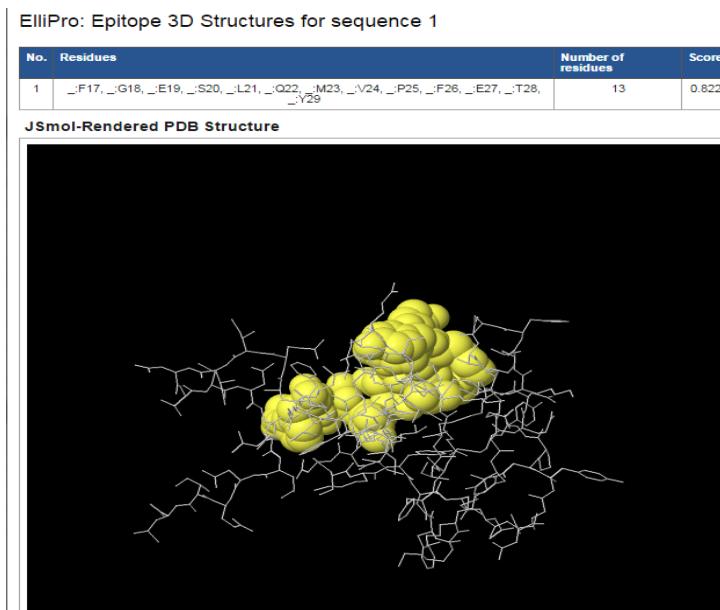 ElliPro: Epitope 3D Structures for sequence 1
No. Residues Number of residues Score
1 _:F17, _:G18, _:E19, _:S20, _:L21, _:Q22, _:M23, _:V24, _:P25, _:F26, _:E27, _:T28, _:Y29 13 0.822
JSmol-Rendered PDB Structure